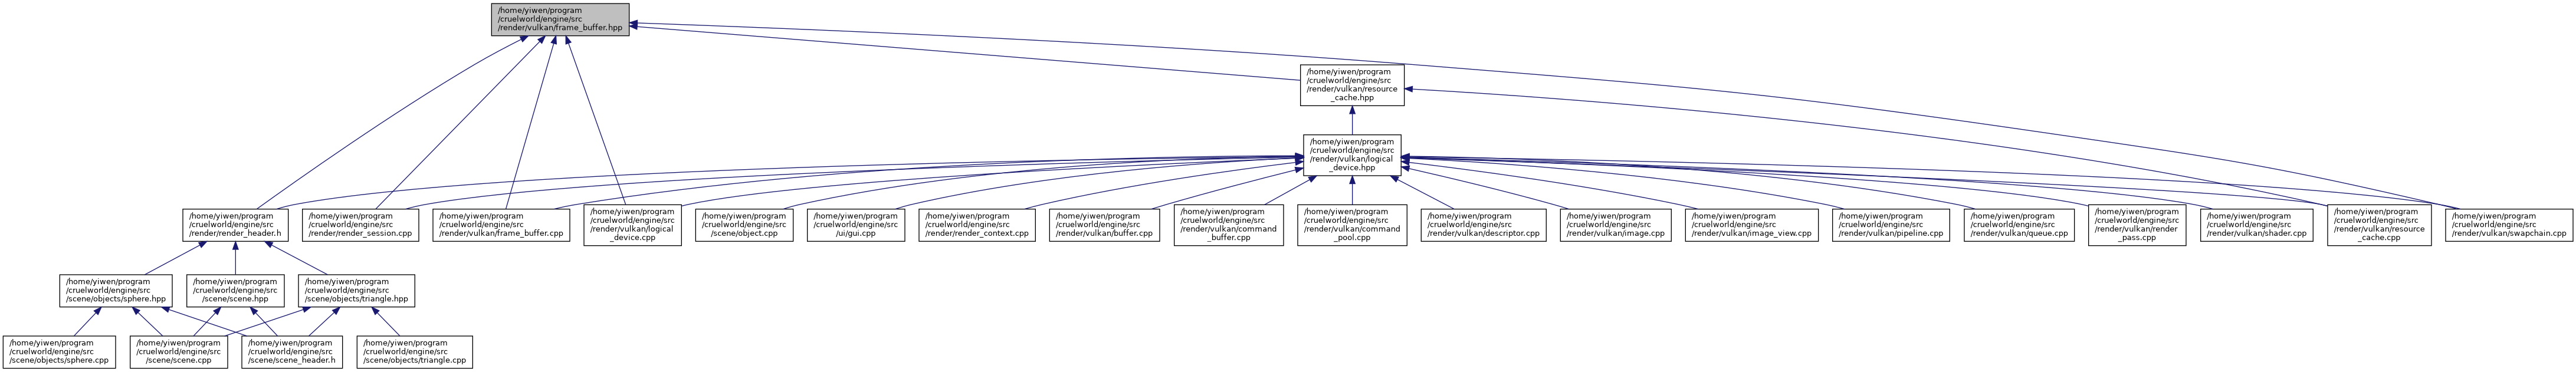 /home/yiwen/program
/cruelworld/engine/src
/render/vulkan/frame_buffer.hpp
/home/yiwen/program
/cruelworld/engine/src
/render/vulkan/resource
_cache.hpp
/home/yiwen/program
/cruelworld/engine/src
/render/vulkan/logical
_device.hpp
/home/yiwen/program
/cruelworld/engine/src
/render/render_header.h
/home/yiwen/program
/cruelworld/engine/src
/render/render_session.cpp
/home/yiwen/program
/cruelworld/engine/src
/render/vulkan/frame_buffer.cpp
/home/yiwen/program
/cruelworld/engine/src
/render/vulkan/logical
_device.cpp
/home/yiwen/program
/cruelworld/engine/src
/scene/object.cpp
/home/yiwen/program
/cruelworld/engine/src
/ui/gui.cpp
/home/yiwen/program
/cruelworld/engine/src
/render/render_context.cpp
/home/yiwen/program
/cruelworld/engine/src
/render/vulkan/buffer.cpp
/home/yiwen/program
/cruelworld/engine/src
/render/vulkan/command
_buffer.cpp
/home/yiwen/program
/cruelworld/engine/src
/render/vulkan/command
_pool.cpp
/home/yiwen/program
/cruelworld/engine/src
/render/vulkan/descriptor.cpp
/home/yiwen/program
/cruelworld/engine/src
/render/vulkan/image.cpp
/home/yiwen/program
/cruelworld/engine/src
/render/vulkan/image_view.cpp
/home/yiwen/program
/cruelworld/engine/src
/render/vulkan/pipeline.cpp
/home/yiwen/program
/cruelworld/engine/src
/render/vulkan/queue.cpp
/home/yiwen/program
/cruelworld/engine/src
/render/vulkan/render
_pass.cpp
/home/yiwen/program
/cruelworld/engine/src
/render/vulkan/shader.cpp
/home/yiwen/program
/cruelworld/engine/src
/render/vulkan/resource
_cache.cpp
/home/yiwen/program
/cruelworld/engine/src
/render/vulkan/swapchain.cpp
/home/yiwen/program
/cruelworld/engine/src
/scene/objects/sphere.hpp
/home/yiwen/program
/cruelworld/engine/src
/scene/scene.hpp
/home/yiwen/program
/cruelworld/engine/src
/scene/objects/triangle.hpp
/home/yiwen/program
/cruelworld/engine/src
/scene/objects/sphere.cpp
/home/yiwen/program
/cruelworld/engine/src
/scene/scene.cpp
/home/yiwen/program
/cruelworld/engine/src
/scene/scene_header.h
/home/yiwen/program
/cruelworld/engine/src
/scene/objects/triangle.cpp